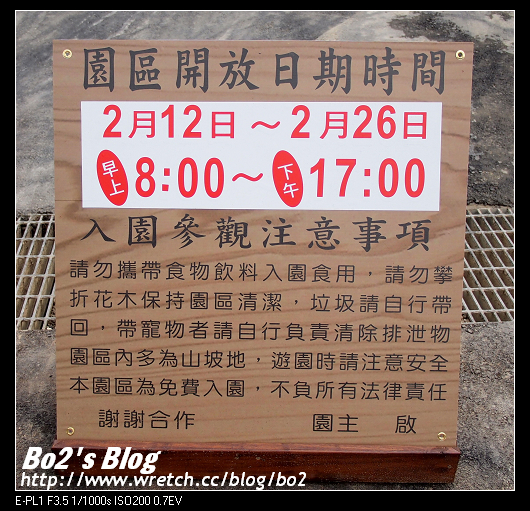 園區開放日期時間
2月12日～2月26日
早上8:00～下午17:00
入園參觀注意事項
請勿攜帶食物飲料入園食用，請勿攀
折花木保持園區清潔，垃圾請自行帶
回，帶寵物者請自行負責清除排泄物
園區內多為山坡地，遊園時請注意安全
本園區為免費入園，不負所有法律責任
謝謝合作 園主 啟
Bo2's Blog
http://www.wretch.cc/blog/bo2
E-PL1 F3.5 1/1000s ISO200 0.7EV